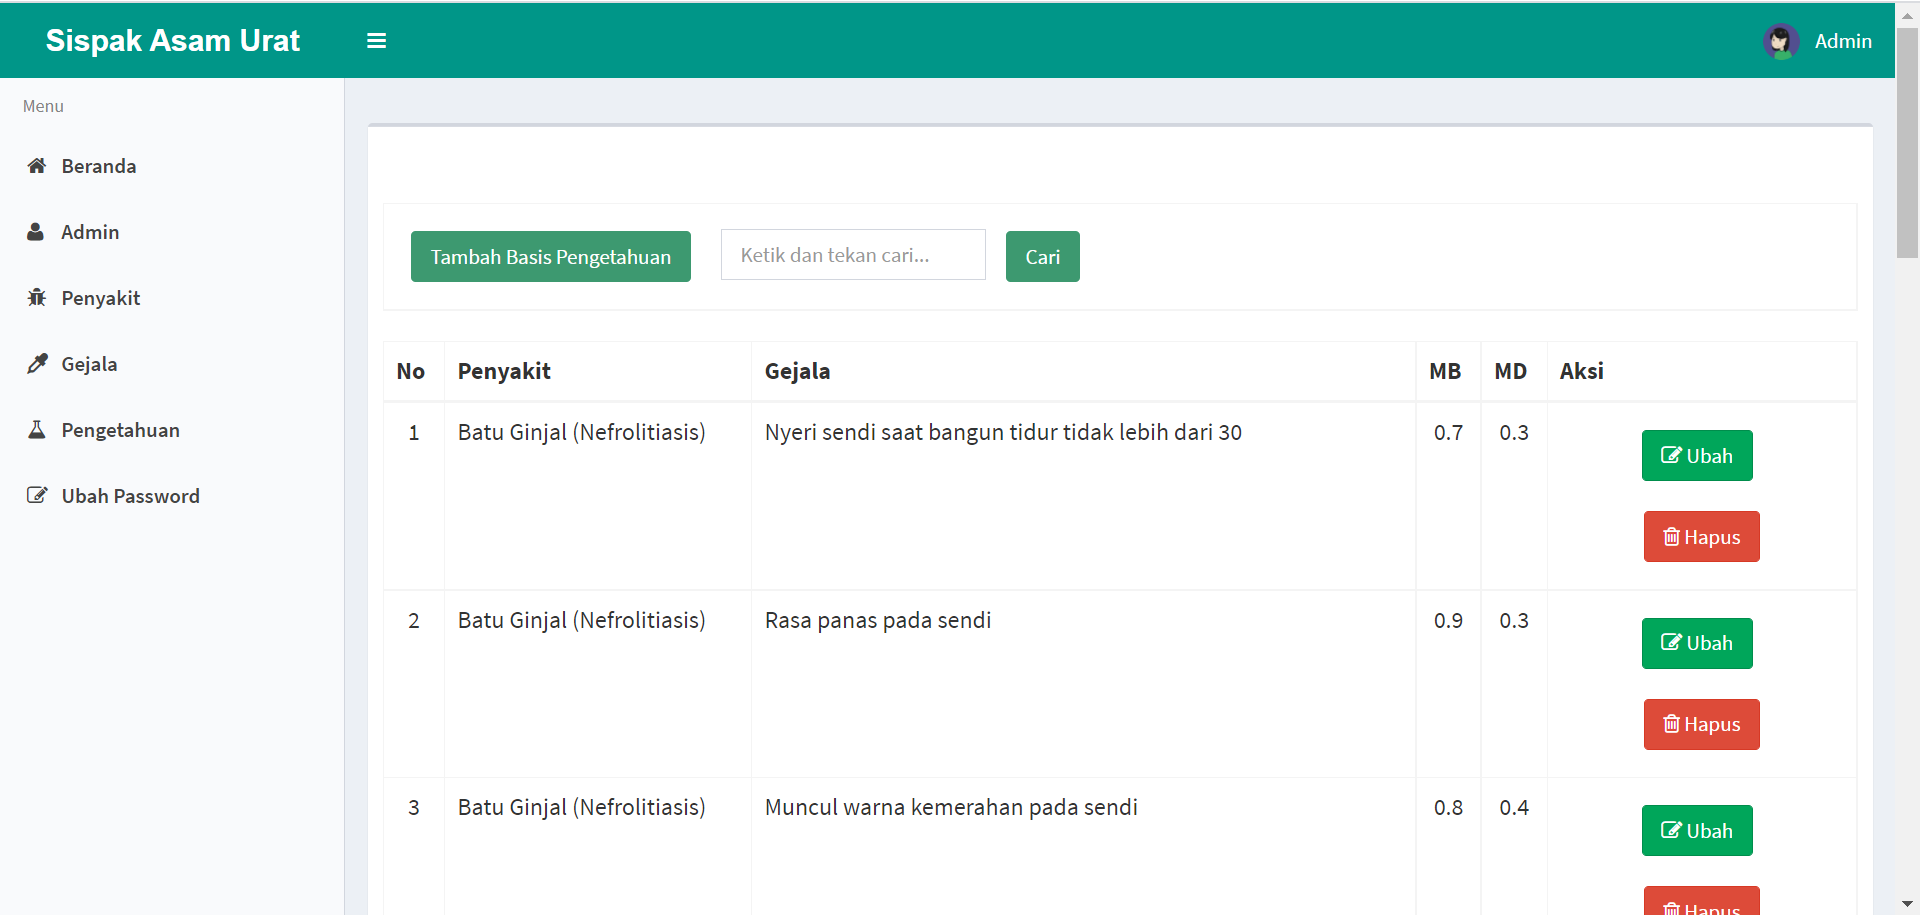 Sispak Asam Urat
Admin
Menu
Beranda
Admin
Penyakit
Gejala
Pengetahuan
Ubah Password
Tambah Basis Pengetahuan
Ketik dan tekan cari...
Cari
No Penyakit Gejala MB MD Aksi
1 Batu Ginjal (Nefrolitiasis) Nyeri sendi saat bangun tidur tidak lebih dari 30 0.7 0.3
Ubah
Hapus
2 Batu Ginjal (Nefrolitiasis) Rasa panas pada sendi 0.9 0.3
Ubah
Hapus
3 Batu Ginjal (Nefrolitiasis) Muncul warna kemerahan pada sendi 0.8 0.4
Ubah
Hapus